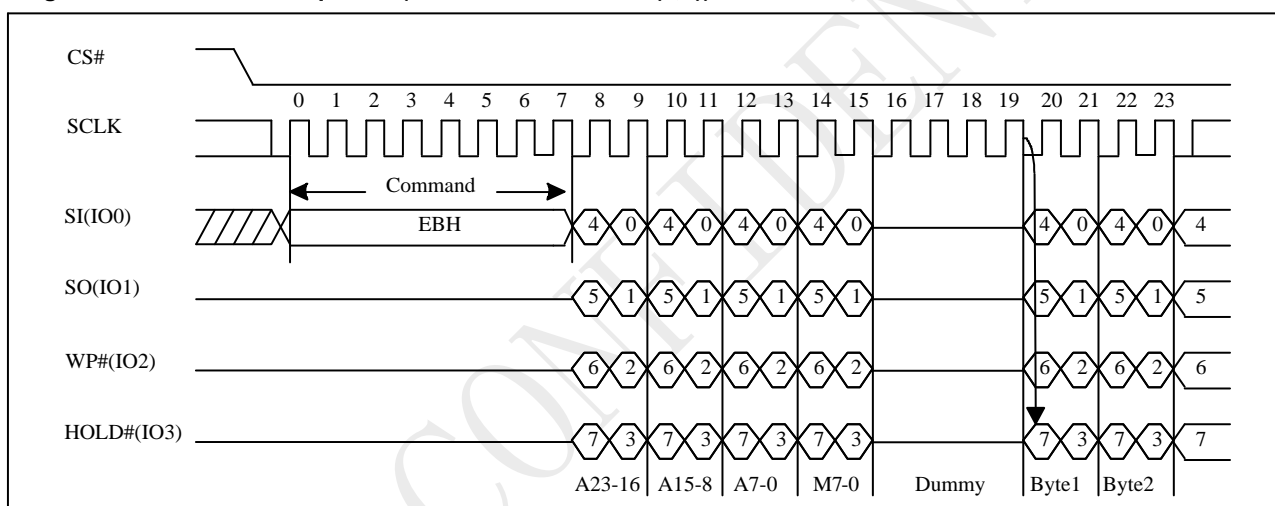 CS#
0 1 2 3 4 5 6 7 8 9 10 11 12 13 14 15 16 17 18 19 20 21 22 23
SCLK
Command
SI(IO0) EBH 4 0 4 0 4 0 4 0 4 0 4 0 4
SO(IO1) 5 1 5 1 5 1 5 1 5 1 5 1 5
WP#(IO2) 6 2 6 2 6 2 6 2 6 2 6 2 6
HOLD#(IO3) 7 3 7 3 7 3 7 3 7 3 7 3 7
A23-16 A15-8 A7-0 M7-0 Dummy Byte1 Byte2